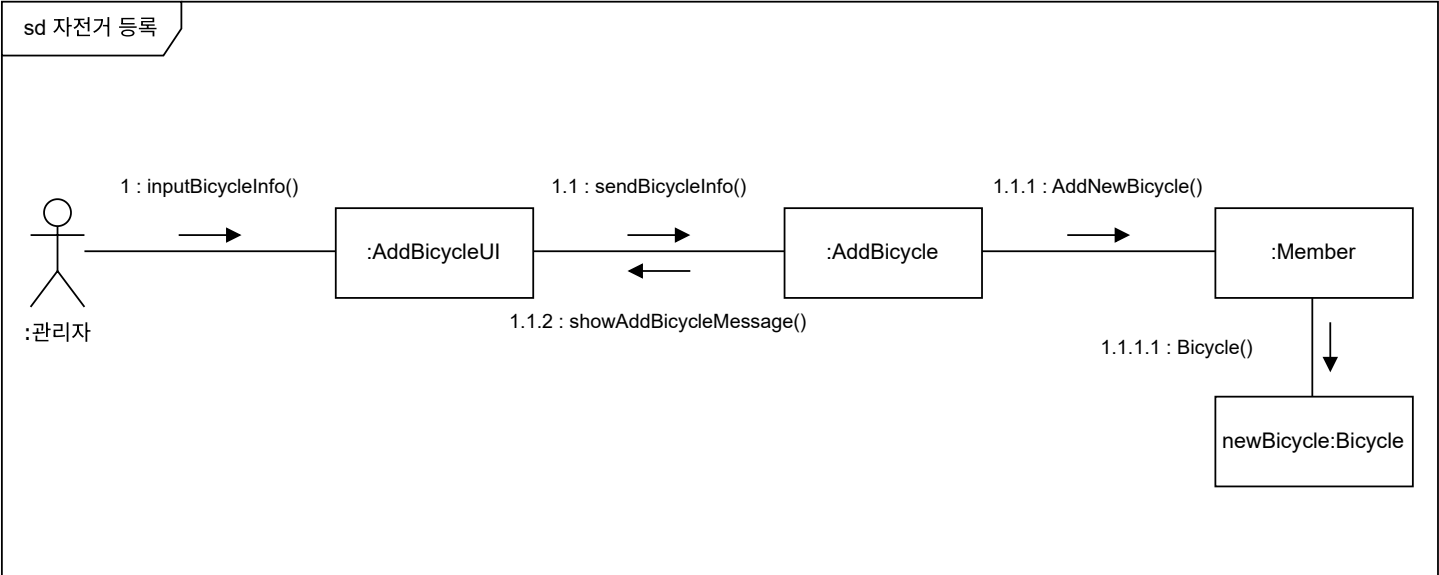 sd 자전거 등록
1 : inputBicycleInfo()
1.1 : sendBicycleInfo()
1.1.1 : AddNewBicycle()
:AddBicycleUI
:AddBicycle
:Member
:관리자
1.1.2 : showAddBicycleMessage()
1.1.1.1 : Bicycle()
newBicycle:Bicycle